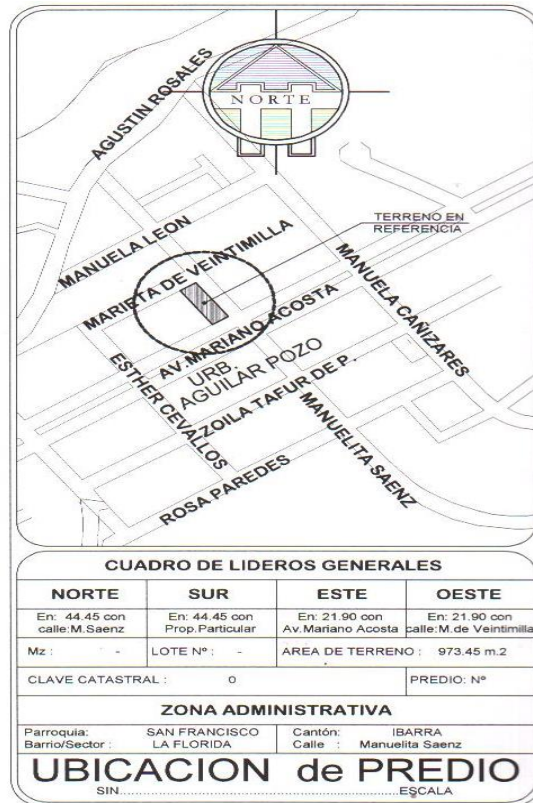 AGUSTIN ROSALES
NORTE
TERRENO EN
REFERENCIA
MANUELA LEON
MARIETA DE VEINTIMILLA
MANUELA CAÑIZARES
AV. MARIANO ACOSTA
URB.
AGUILAR POZO
ESTHER CEVALLOS
ZOILA TAFUR DE P.
MANUELITA SAENZ
ROSA PAREDES
CUADRO DE LIDEROS GENERALES
NORTE SUR ESTE OESTE
En: 44.45 con En: 44.45 con En: 21.90 con En: 21.90 con
calle:M.Saenz Prop.Particular Av.Mariano Acosta calle:M.de Veintimilla
Mz : - LOTE Nº : - AREA DE TERRENO : 973.45 m.2
CLAVE CATASTRAL : 0 PREDIO: Nº
ZONA ADMINISTRATIVA
Parroquia: SAN FRANCISCO Cantón: IBARRA
Barrio/Sector : LA FLORIDA Calle : Manuelita Saenz
UBICACION de PREDIO
SIN......................................................ESCALA